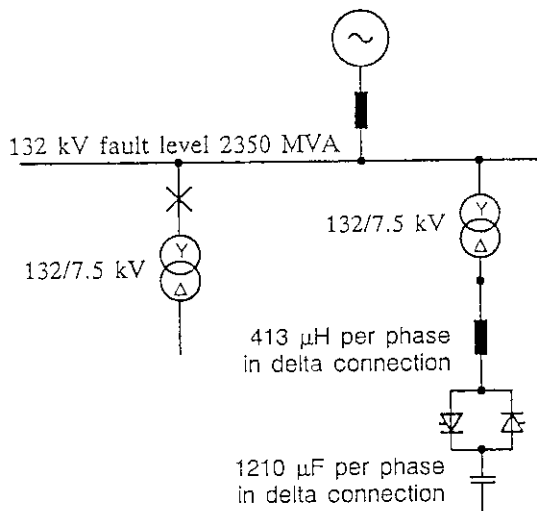 132 kV fault level 2350 MVA
132/7.5 kV
Y
Δ
132/7.5 kV
Y
Δ
413 μH per phase
in delta connection
1210 μF per phase
in delta connection